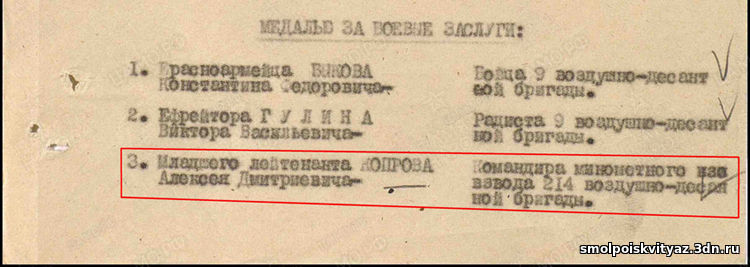 МЕДАЛЬЮ ЗА БОЕВЫЕ ЗАСЛУГИ:
1. Красноармейца БЫКОВА Бойца 9 воздушно-десант
Константина Федоровича- ной бригады.
2. Ефрейтора Г У Л И Н А Радиста 9 воздушно-десант
Виктора Васильевича- ной бригады.
3. Младшего лейтенанта КОПРОВА Командира минометного
Алексея Дмитриевича- взвода 214 воздушно-десан
ной бригады.
smolpoiskvityaz.3dn.ru